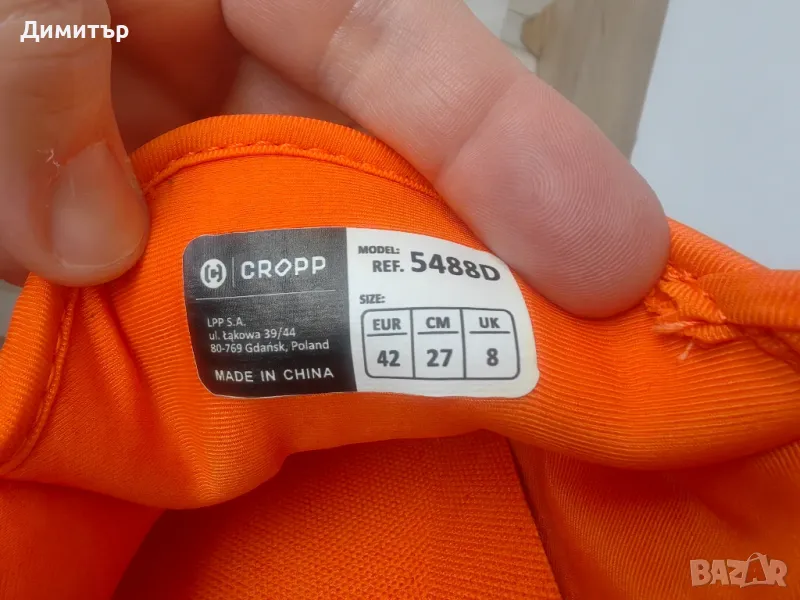 Димитър
CROPP
LPP S.A.
ul. Łąkowa 39/44
80-769 Gdańsk, Poland
MADE IN CHINA
MODEL:
REF. 5488D
SIZE:
EUR CM UK
42 27 8
BAZAR